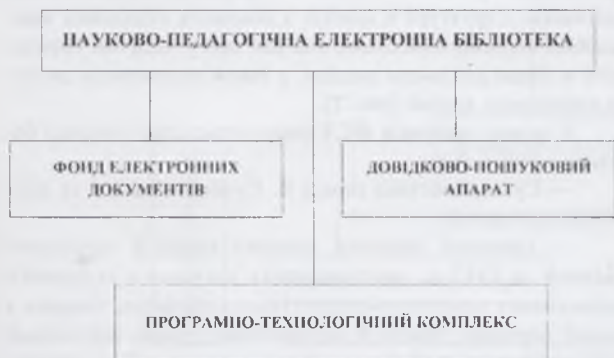 НАУКОВО-ПЕДАГОГІЧНА ЕЛЕКТРОННА БІБЛІОТЕКА
ФОНД ЕЛЕКТРОННИХ
ДОКУМЕНТІВ
ДОВІДКОВО-ПОШУКОВИЙ
АПАРАТ
ПРОГРАМНО-ТЕХНОЛОГІЧНИЙ КОМПЛЕКС